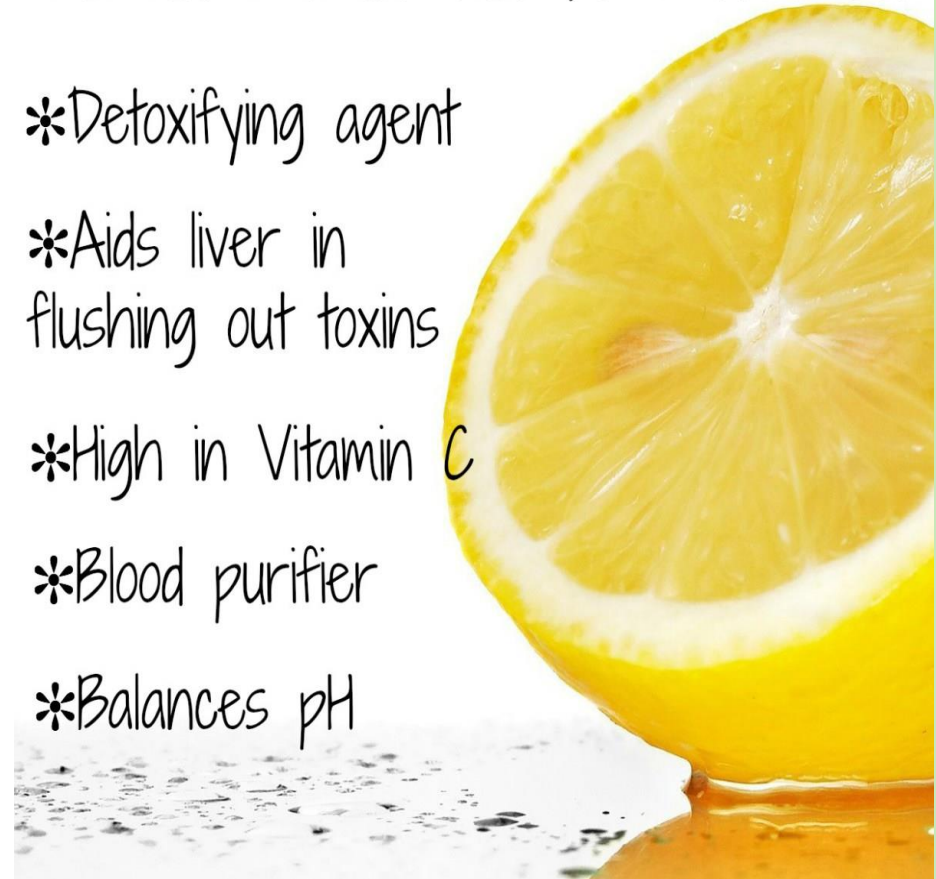 *Detoxifying agent
*Aids liver in
flushing out toxins
*High in Vitamin C
*Blood purifier
*Balances pH